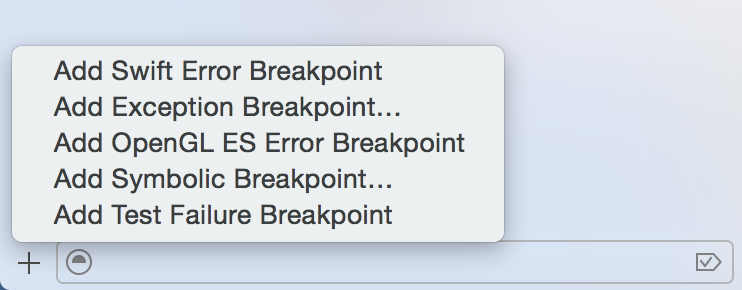 Add Swift Error Breakpoint
Add Exception Breakpoint...
Add OpenGL ES Error Breakpoint
Add Symbolic Breakpoint...
Add Test Failure Breakpoint